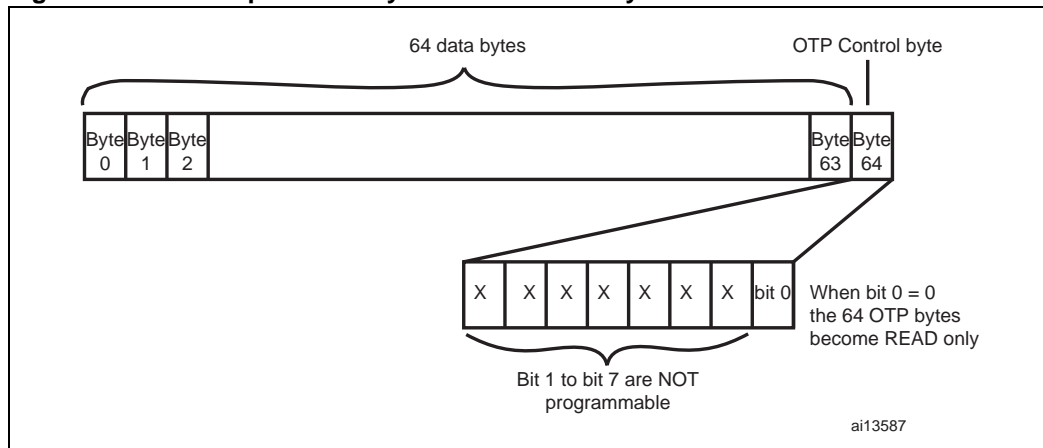 64 data bytes
OTP Control byte
Byte Byte Byte
0 1 2
Byte Byte
63 64
X X X X X X X bit 0
When bit 0 = 0
the 64 OTP bytes
become READ only
Bit 1 to bit 7 are NOT
programmable
ai13587